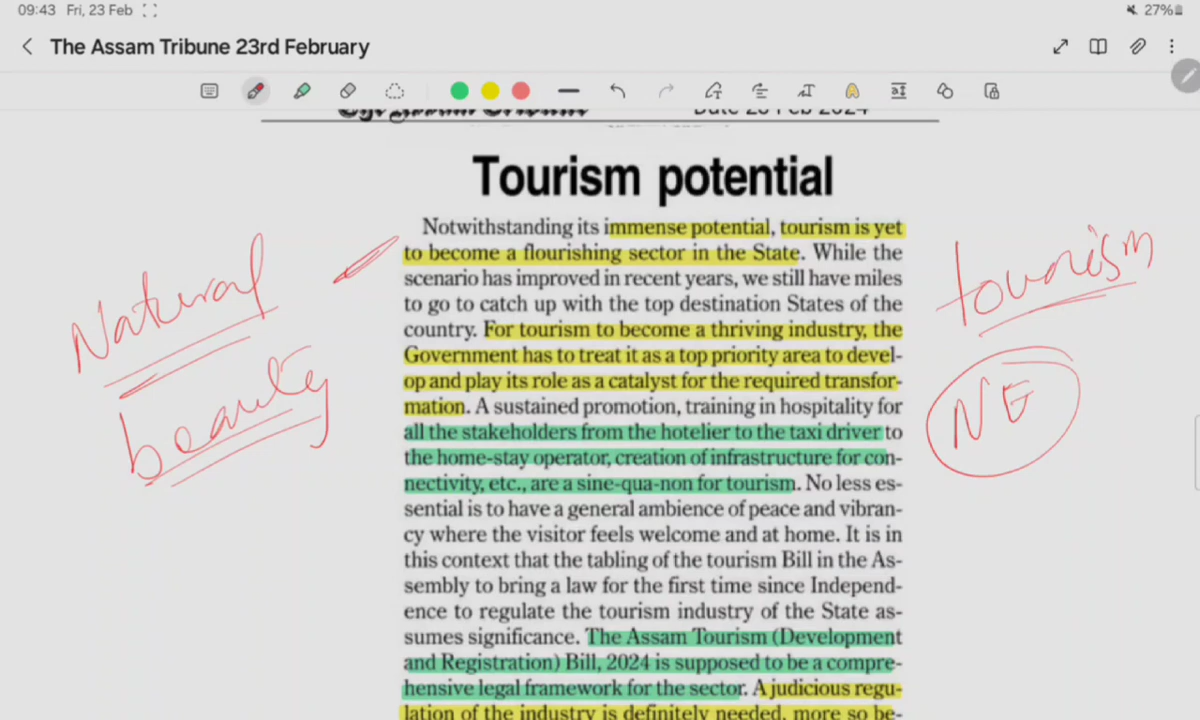 09:43 Fri, 23 Feb
27%
The Assam Tribune 23rd February
Date 23 Feb 2024
Tourism potential
Notwithstanding its immense potential, tourism is yet
to become a flourishing sector in the State. While the
scenario has improved in recent years, we still have miles
to go to catch up with the top destination States of the
country. For tourism to become a thriving industry, the
Government has to treat it as a top priority area to devel-
op and play its role as a catalyst for the required transfor-
mation. A sustained promotion, training in hospitality for
all the stakeholders from the hotelier to the taxi driver to
the home-stay operator, creation of infrastructure for con-
nectivity, etc., are a sine-qua-non for tourism. No less es-
sential is to have a general ambience of peace and vibran-
cy where the visitor feels welcome and at home. It is in
this context that the tabling of the tourism Bill in the As-
sembly to bring a law for the first time since Independ-
ence to regulate the tourism industry of the State as-
sumes significance. The Assam Tourism (Development
and Registration) Bill, 2024 is supposed to be a compre-
hensive legal framework for the sector. A judicious regu-
lation of the industry is definitely needed, more so be-
Natural
beauty
tourism
NE